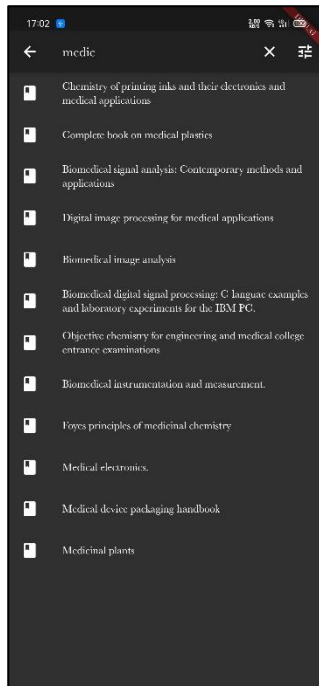 17:02
medic
Chemistry of printing inks and their electronics and
medical applications
Complete book on medical plastics
Biomedical signal analysis: Contemporary methods and
applications
Digital image processing for medical applications
Biomedical image analysis
Biomedical digital signal processing: C languae examples
and laboratory experiments for the IBM PC.
Objective chemistry for engineering and medical college
entrance examinations
Biomedical instrumentation and measurement.
Foyes principles of medicinal chemistry
Medical electronics.
Medical device packaging handbook
Medicinal plants